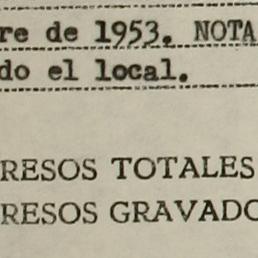 re de 1953. NOTA
do el local.
RESOS TOTALES
RESOS GRAVADO